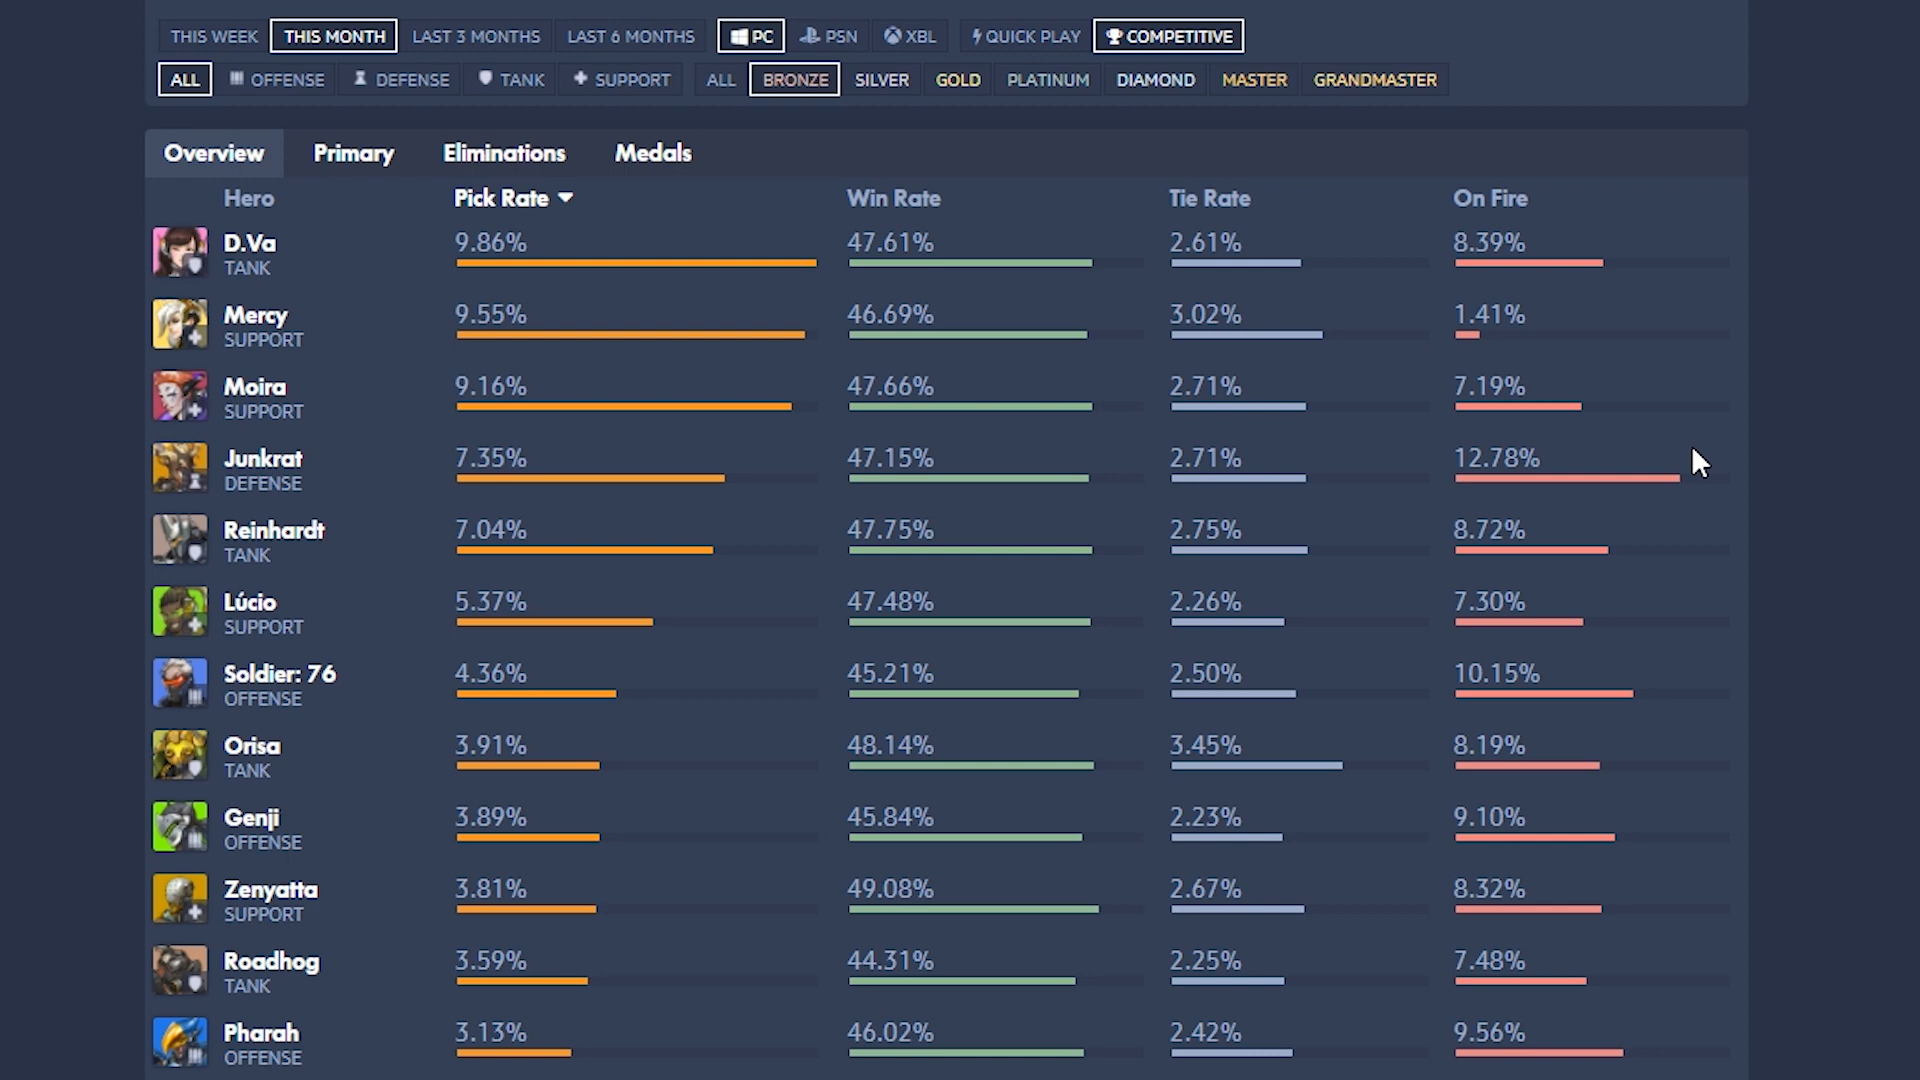 THIS WEEK THIS MONTH LAST 3 MONTHS LAST 6 MONTHS PC PSN XBL QUICK PLAY COMPETITIVE
ALL OFFENSE DEFENSE TANK SUPPORT ALL BRONZE SILVER GOLD PLATINUM DIAMOND MASTER GRANDMASTER
Overview Primary Eliminations Medals
Hero Pick Rate Win Rate Tie Rate On Fire
D.Va 9.86% 47.61% 2.61% 8.39%
TANK
Mercy 9.55% 46.69% 3.02% 1.41%
SUPPORT
Moira 9.16% 47.66% 2.71% 7.19%
SUPPORT
Junkrat 7.35% 47.15% 2.71% 12.78%
DEFENSE
Reinhardt 7.04% 47.75% 2.75% 8.72%
TANK
Lúcio 5.37% 47.48% 2.26% 7.30%
SUPPORT
Soldier: 76 4.36% 45.21% 2.50% 10.15%
OFFENSE
Orisa 3.91% 48.14% 3.45% 8.19%
TANK
Genji 3.89% 45.84% 2.23% 9.10%
OFFENSE
Zenyatta 3.81% 49.08% 2.67% 8.32%
SUPPORT
Roadhog 3.59% 44.31% 2.25% 7.48%
TANK
Pharah 3.13% 46.02% 2.42% 9.56%
OFFENSE